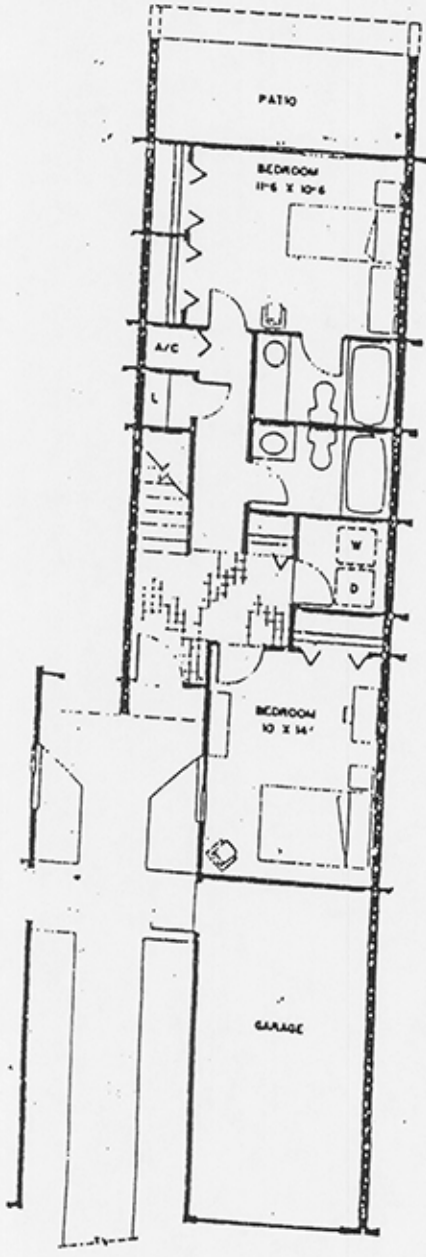 PATIO
BEDROOM
11-6 X 10-6
A/C
L
W
D
BEDROOM
10 X 14'
GARAGE